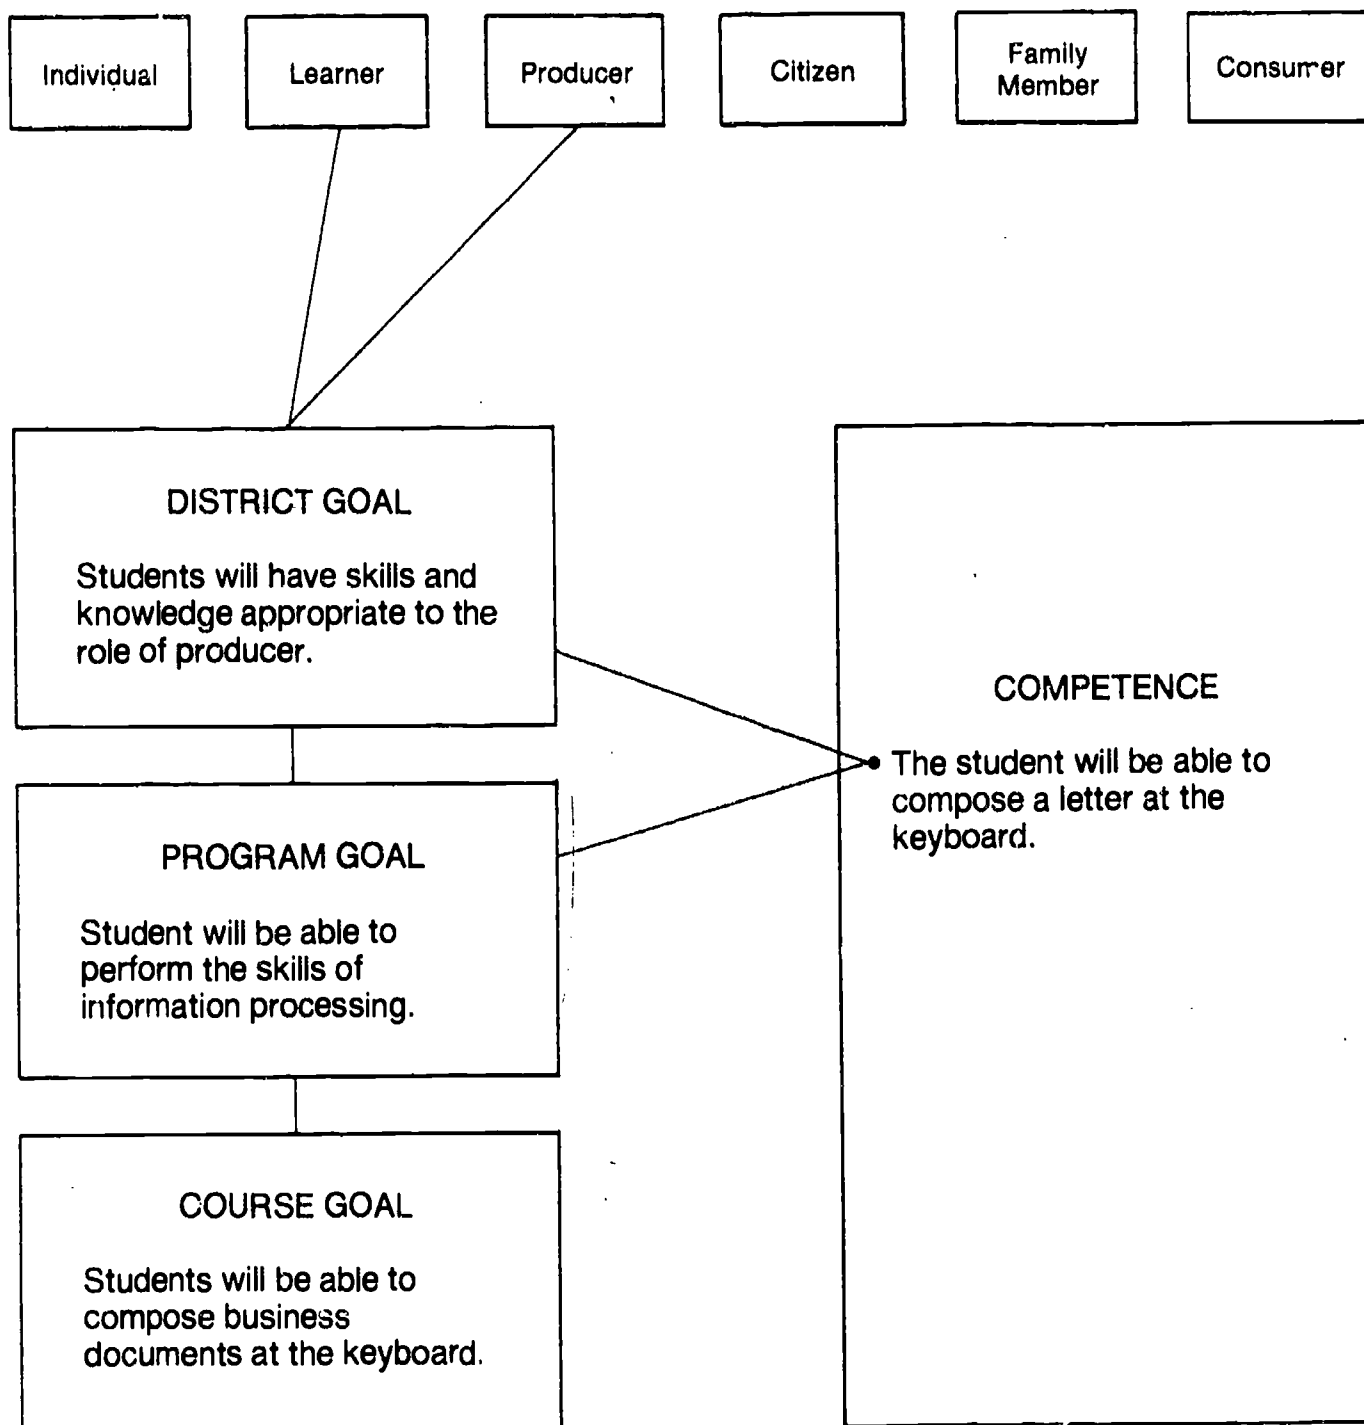 Individual
Learner
Producer
Citizen
Family
Member
Consumer
DISTRICT GOAL
Students will have skills and
knowledge appropriate to the
role of producer.
COMPETENCE
The student will be able to
compose a letter at the
keyboard.
PROGRAM GOAL
Student will be able to
perform the skills of
information processing.
COURSE GOAL
Students will be able to
compose business
documents at the keyboard.